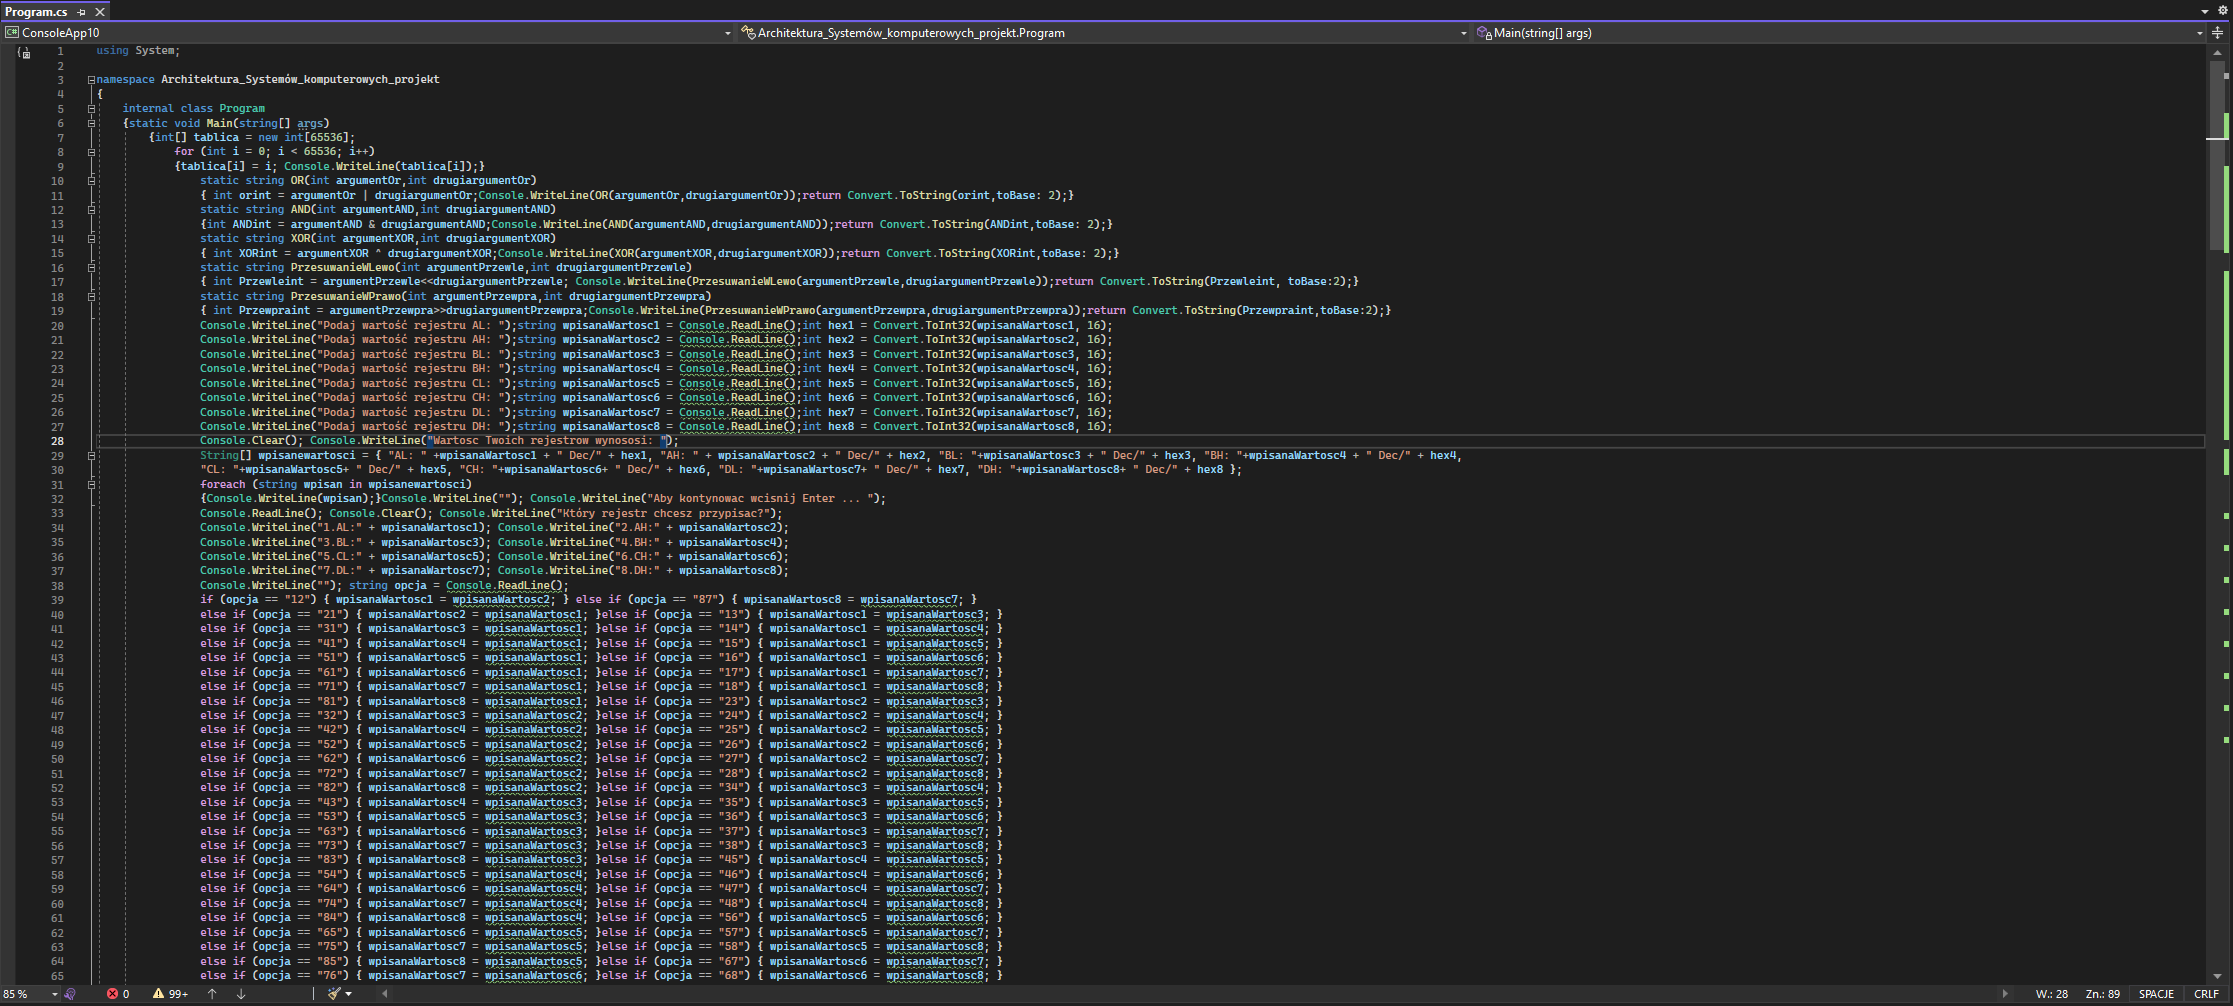 Program.cs
ConsoleApp10
Architektura_Systemów_komputerowych_projekt.Program
Main(string[] args)
1 using System;
2
3 namespace Architektura_Systemów_komputerowych_projekt
4 {
5 internal class Program
6 {static void Main(string[] args)
7 {int[] tablica = new int[65536];
8 for (int i = 0; i < 65536; i++)
9 {tablica[i] = i; Console.WriteLine(tablica[i]);}
10 static string OR(int argumentOr,int drugiargumentOr)
11 { int orint = argumentOr | drugiargumentOr;Console.WriteLine(OR(argumentOr,drugiargumentOr));return Convert.ToString(orint,toBase: 2);}
12 static string AND(int argumentAND,int drugiargumentAND)
13 {int ANDint = argumentAND & drugiargumentAND;Console.WriteLine(AND(argumentAND,drugiargumentAND));return Convert.ToString(ANDint,toBase: 2);}
14 static string XOR(int argumentXOR,int drugiargumentXOR)
15 { int XORint = argumentXOR ^ drugiargumentXOR;Console.WriteLine(XOR(argumentXOR,drugiargumentXOR));return Convert.ToString(XORint,toBase: 2);}
16 static string PrzesuwanieWLewo(int argumentPrzewle,int drugiargumentPrzewle)
17 { int Przewleint = argumentPrzewle<<drugiargumentPrzewle; Console.WriteLine(PrzesuwanieWLewo(argumentPrzewle,drugiargumentPrzewle));return Convert.ToString(Przewleint, toBase:2);}
18 static string PrzesuwanieWPrawo(int argumentPrzewpra,int drugiargumentPrzewpra)
19 { int Przewpraint = argumentPrzewpra>>drugiargumentPrzewpra;Console.WriteLine(PrzesuwanieWPrawo(argumentPrzewpra,drugiargumentPrzewpra));return Convert.ToString(Przewpraint,toBase:2);}
20 Console.WriteLine("Podaj wartość rejestru AL: ");string wpisanaWartosc1 = Console.ReadLine();int hex1 = Convert.ToInt32(wpisanaWartosc1, 16);
21 Console.WriteLine("Podaj wartość rejestru AH: ");string wpisanaWartosc2 = Console.ReadLine();int hex2 = Convert.ToInt32(wpisanaWartosc2, 16);
22 Console.WriteLine("Podaj wartość rejestru BL: ");string wpisanaWartosc3 = Console.ReadLine();int hex3 = Convert.ToInt32(wpisanaWartosc3, 16);
23 Console.WriteLine("Podaj wartość rejestru BH: ");string wpisanaWartosc4 = Console.ReadLine();int hex4 = Convert.ToInt32(wpisanaWartosc4, 16);
24 Console.WriteLine("Podaj wartość rejestru CL: ");string wpisanaWartosc5 = Console.ReadLine();int hex5 = Convert.ToInt32(wpisanaWartosc5, 16);
25 Console.WriteLine("Podaj wartość rejestru CH: ");string wpisanaWartosc6 = Console.ReadLine();int hex6 = Convert.ToInt32(wpisanaWartosc6, 16);
26 Console.WriteLine("Podaj wartość rejestru DL: ");string wpisanaWartosc7 = Console.ReadLine();int hex7 = Convert.ToInt32(wpisanaWartosc7, 16);
27 Console.WriteLine("Podaj wartość rejestru DH: ");string wpisanaWartosc8 = Console.ReadLine();int hex8 = Convert.ToInt32(wpisanaWartosc8, 16);
28 Console.Clear(); Console.WriteLine("Wartosc Twoich rejestrow wynososi: ");
29 String[] wpisanewartosci = { "AL: " +wpisanaWartosc1 + " Dec/" + hex1, "AH: " + wpisanaWartosc2 + " Dec/" + hex2, "BL: "+wpisanaWartosc3 + " Dec/" + hex3, "BH: "+wpisanaWartosc4 + " Dec/" + hex4,
30 "CL: "+wpisanaWartosc5+ " Dec/" + hex5, "CH: "+wpisanaWartosc6+ " Dec/" + hex6, "DL: "+wpisanaWartosc7+ " Dec/" + hex7, "DH: "+wpisanaWartosc8+ " Dec/" + hex8 };
31 foreach (string wpisan in wpisanewartosci)
32 {Console.WriteLine(wpisan);}Console.WriteLine(""); Console.WriteLine("Aby kontynowac wcisnij Enter ... ");
33 Console.ReadLine(); Console.Clear(); Console.WriteLine("Który rejestr chcesz przypisac?");
34 Console.WriteLine("1.AL:" + wpisanaWartosc1); Console.WriteLine("2.AH:" + wpisanaWartosc2);
35 Console.WriteLine("3.BL:" + wpisanaWartosc3); Console.WriteLine("4.BH:" + wpisanaWartosc4);
36 Console.WriteLine("5.CL:" + wpisanaWartosc5); Console.WriteLine("6.CH:" + wpisanaWartosc6);
37 Console.WriteLine("7.DL:" + wpisanaWartosc7); Console.WriteLine("8.DH:" + wpisanaWartosc8);
38 Console.WriteLine(""); string opcja = Console.ReadLine();
39 if (opcja == "12") { wpisanaWartosc1 = wpisanaWartosc2; } else if (opcja == "87") { wpisanaWartosc8 = wpisanaWartosc7; }
40 else if (opcja == "21") { wpisanaWartosc2 = wpisanaWartosc1; }else if (opcja == "13") { wpisanaWartosc1 = wpisanaWartosc3; }
41 else if (opcja == "31") { wpisanaWartosc3 = wpisanaWartosc1; }else if (opcja == "14") { wpisanaWartosc1 = wpisanaWartosc4; }
42 else if (opcja == "41") { wpisanaWartosc4 = wpisanaWartosc1; }else if (opcja == "15") { wpisanaWartosc1 = wpisanaWartosc5; }
43 else if (opcja == "51") { wpisanaWartosc5 = wpisanaWartosc1; }else if (opcja == "16") { wpisanaWartosc1 = wpisanaWartosc6; }
44 else if (opcja == "61") { wpisanaWartosc6 = wpisanaWartosc1; }else if (opcja == "17") { wpisanaWartosc1 = wpisanaWartosc7; }
45 else if (opcja == "71") { wpisanaWartosc7 = wpisanaWartosc1; }else if (opcja == "18") { wpisanaWartosc1 = wpisanaWartosc8; }
46 else if (opcja == "81") { wpisanaWartosc8 = wpisanaWartosc1; }else if (opcja == "23") { wpisanaWartosc2 = wpisanaWartosc3; }
47 else if (opcja == "32") { wpisanaWartosc3 = wpisanaWartosc2; }else if (opcja == "24") { wpisanaWartosc2 = wpisanaWartosc4; }
48 else if (opcja == "42") { wpisanaWartosc4 = wpisanaWartosc2; }else if (opcja == "25") { wpisanaWartosc2 = wpisanaWartosc5; }
49 else if (opcja == "52") { wpisanaWartosc5 = wpisanaWartosc2; }else if (opcja == "26") { wpisanaWartosc2 = wpisanaWartosc6; }
50 else if (opcja == "62") { wpisanaWartosc6 = wpisanaWartosc2; }else if (opcja == "27") { wpisanaWartosc2 = wpisanaWartosc7; }
51 else if (opcja == "72") { wpisanaWartosc7 = wpisanaWartosc2; }else if (opcja == "28") { wpisanaWartosc2 = wpisanaWartosc8; }
52 else if (opcja == "82") { wpisanaWartosc8 = wpisanaWartosc2; }else if (opcja == "34") { wpisanaWartosc3 = wpisanaWartosc4; }
53 else if (opcja == "43") { wpisanaWartosc4 = wpisanaWartosc3; }else if (opcja == "35") { wpisanaWartosc3 = wpisanaWartosc5; }
54 else if (opcja == "53") { wpisanaWartosc5 = wpisanaWartosc3; }else if (opcja == "36") { wpisanaWartosc3 = wpisanaWartosc6; }
55 else if (opcja == "63") { wpisanaWartosc6 = wpisanaWartosc3; }else if (opcja == "37") { wpisanaWartosc3 = wpisanaWartosc7; }
56 else if (opcja == "73") { wpisanaWartosc7 = wpisanaWartosc3; }else if (opcja == "38") { wpisanaWartosc3 = wpisanaWartosc8; }
57 else if (opcja == "83") { wpisanaWartosc8 = wpisanaWartosc3; }else if (opcja == "45") { wpisanaWartosc4 = wpisanaWartosc5; }
58 else if (opcja == "54") { wpisanaWartosc5 = wpisanaWartosc4; }else if (opcja == "46") { wpisanaWartosc4 = wpisanaWartosc6; }
59 else if (opcja == "64") { wpisanaWartosc6 = wpisanaWartosc4; }else if (opcja == "47") { wpisanaWartosc4 = wpisanaWartosc7; }
60 else if (opcja == "74") { wpisanaWartosc7 = wpisanaWartosc4; }else if (opcja == "48") { wpisanaWartosc4 = wpisanaWartosc8; }
61 else if (opcja == "84") { wpisanaWartosc8 = wpisanaWartosc4; }else if (opcja == "56") { wpisanaWartosc5 = wpisanaWartosc6; }
62 else if (opcja == "65") { wpisanaWartosc6 = wpisanaWartosc5; }else if (opcja == "57") { wpisanaWartosc5 = wpisanaWartosc7; }
63 else if (opcja == "75") { wpisanaWartosc7 = wpisanaWartosc5; }else if (opcja == "58") { wpisanaWartosc5 = wpisanaWartosc8; }
64 else if (opcja == "85") { wpisanaWartosc8 = wpisanaWartosc5; }else if (opcja == "67") { wpisanaWartosc6 = wpisanaWartosc7; }
65 else if (opcja == "76") { wpisanaWartosc7 = wpisanaWartosc6; }else if (opcja == "68") { wpisanaWartosc6 = wpisanaWartosc8; }
85 % 0 99+ W.: 28 Zn.: 89 SPACJE CRLF